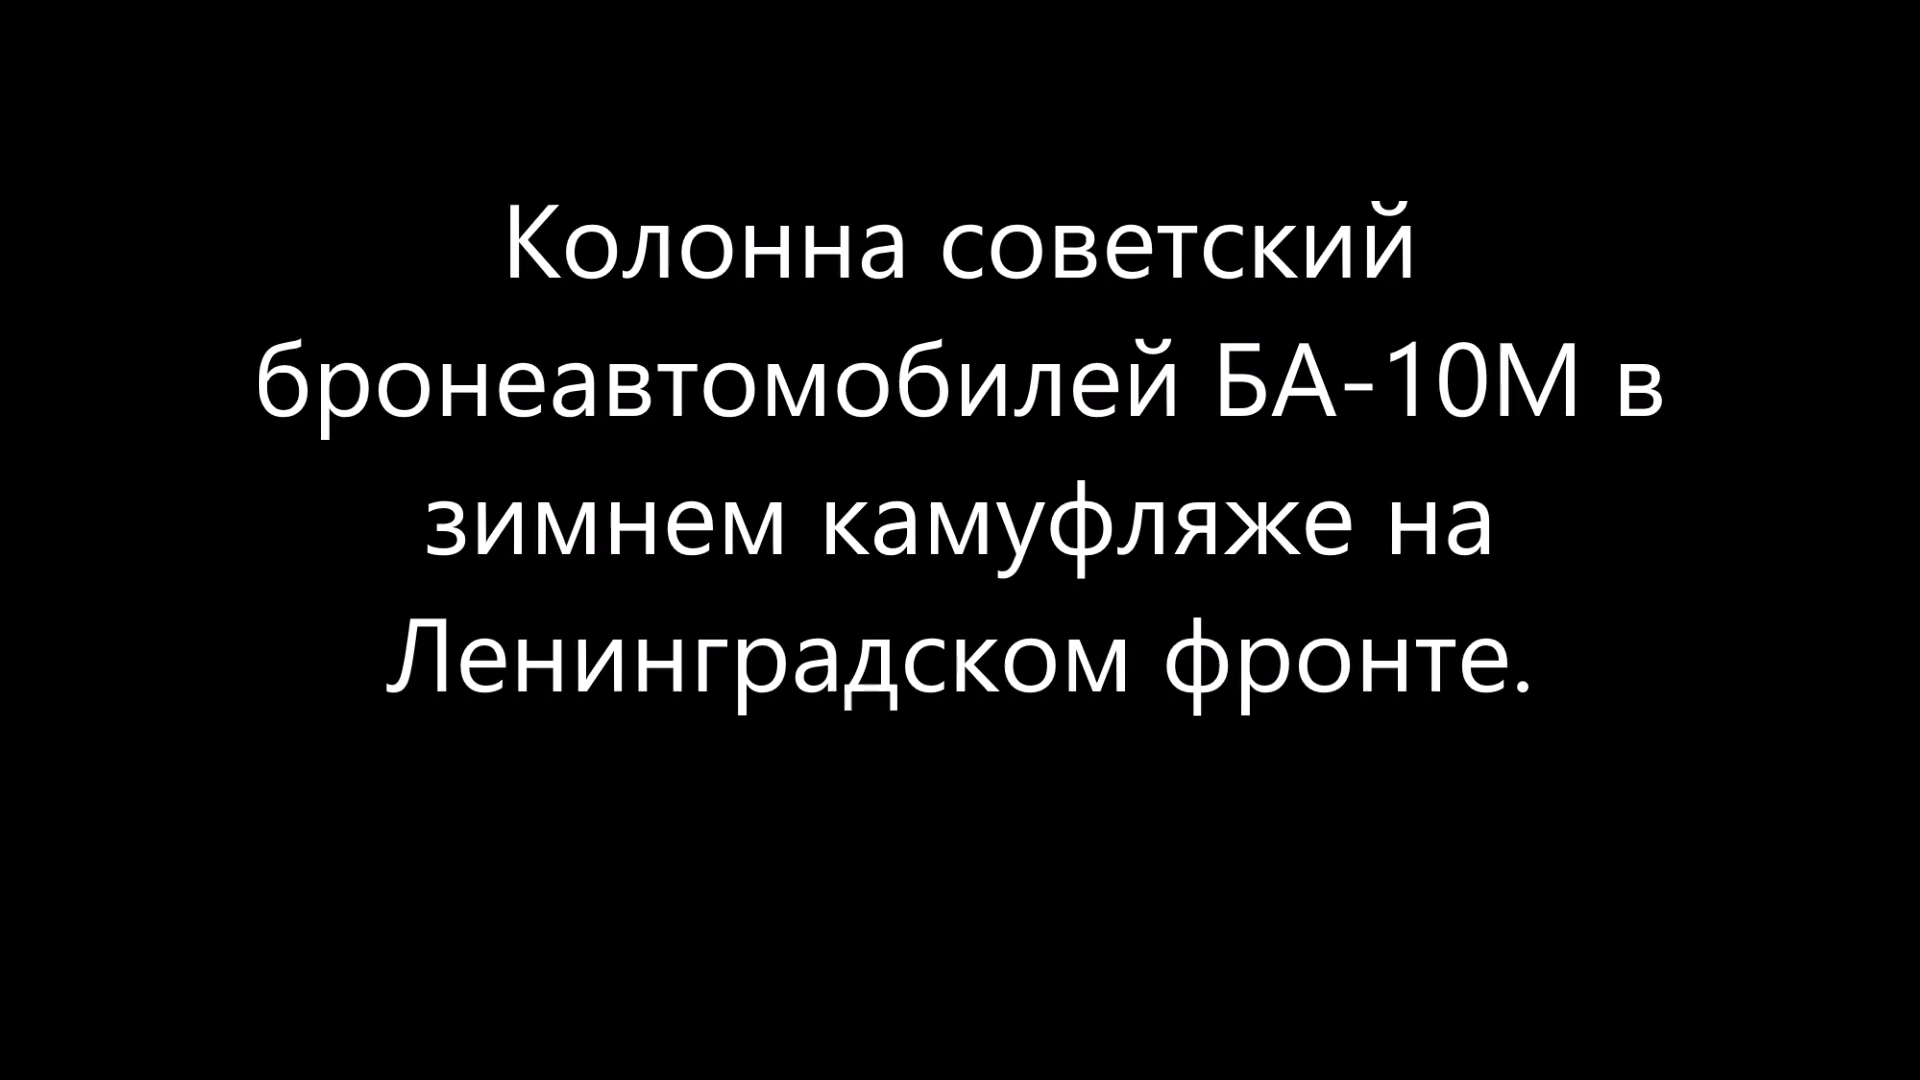 Колонна советский
бронеавтомобилей БА-10М в
зимнем камуфляже на
Ленинградском фронте.